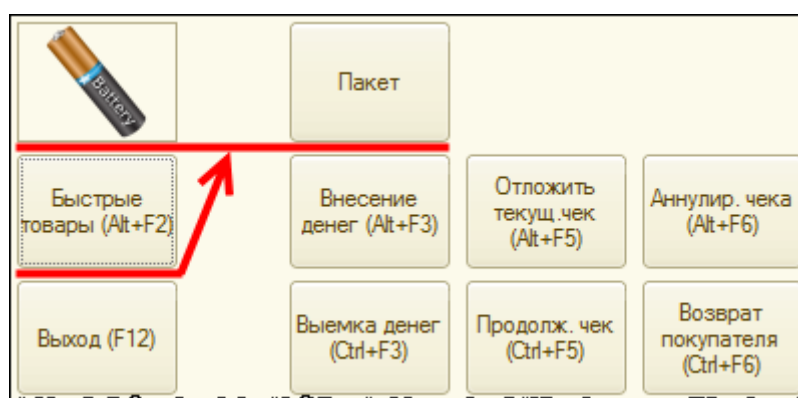 Battery
Пакет
Быстрые
товары (Alt+F2)
Внесение
денег (Alt+F3)
Отложить
текущ.чек
(Alt+F5)
Аннулир. чека
(Alt+F6)
Выход (F12)
Выемка денег
(Ctrl+F3)
Продолж. чек
(Ctrl+F5)
Возврат
покупателя
(Ctrl+F6)